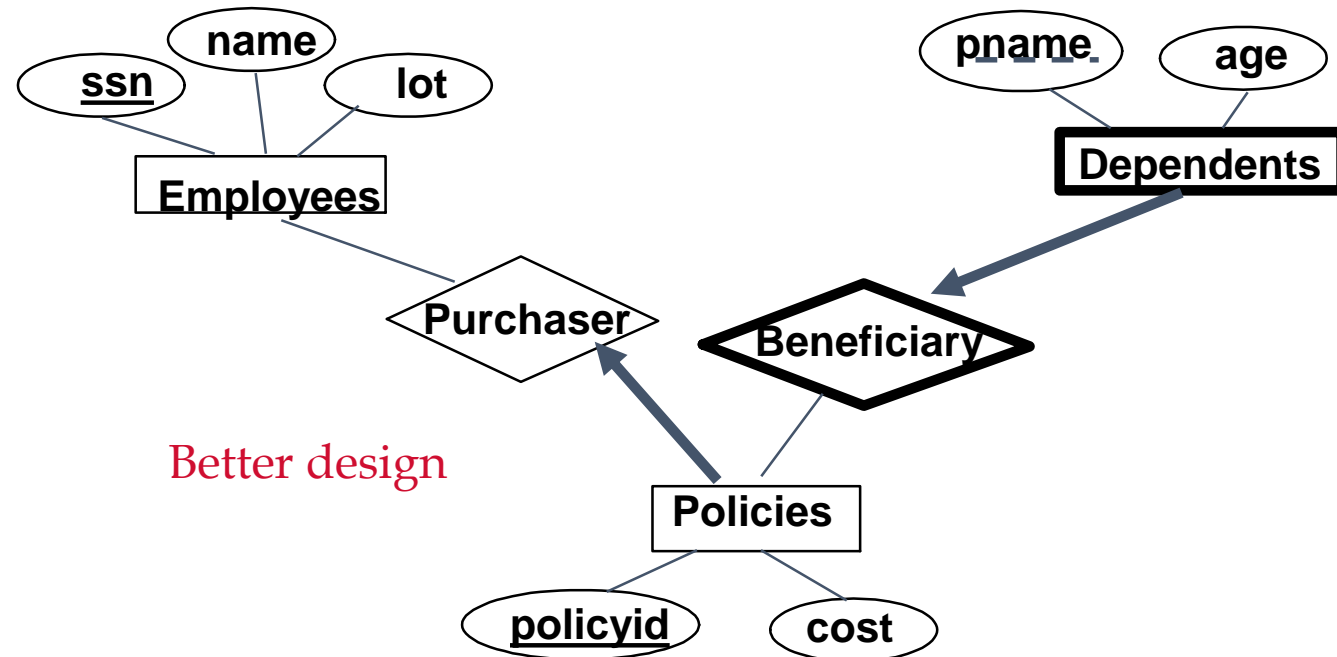 name
ssn
lot
Employees
pname
age
Dependents
Purchaser
Beneficiary
Better design
Policies
policyid
cost